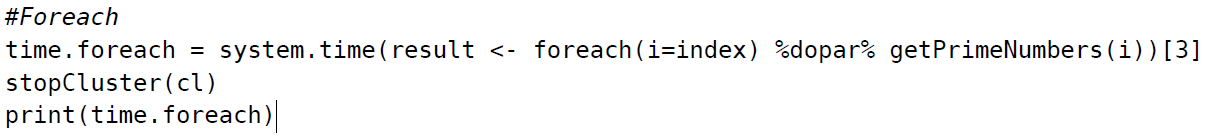 #Foreach
time.foreach = system.time(result <- foreach(i=index) %dopar% getPrimeNumbers(i))[3]
stopCluster(cl)
print(time.foreach)